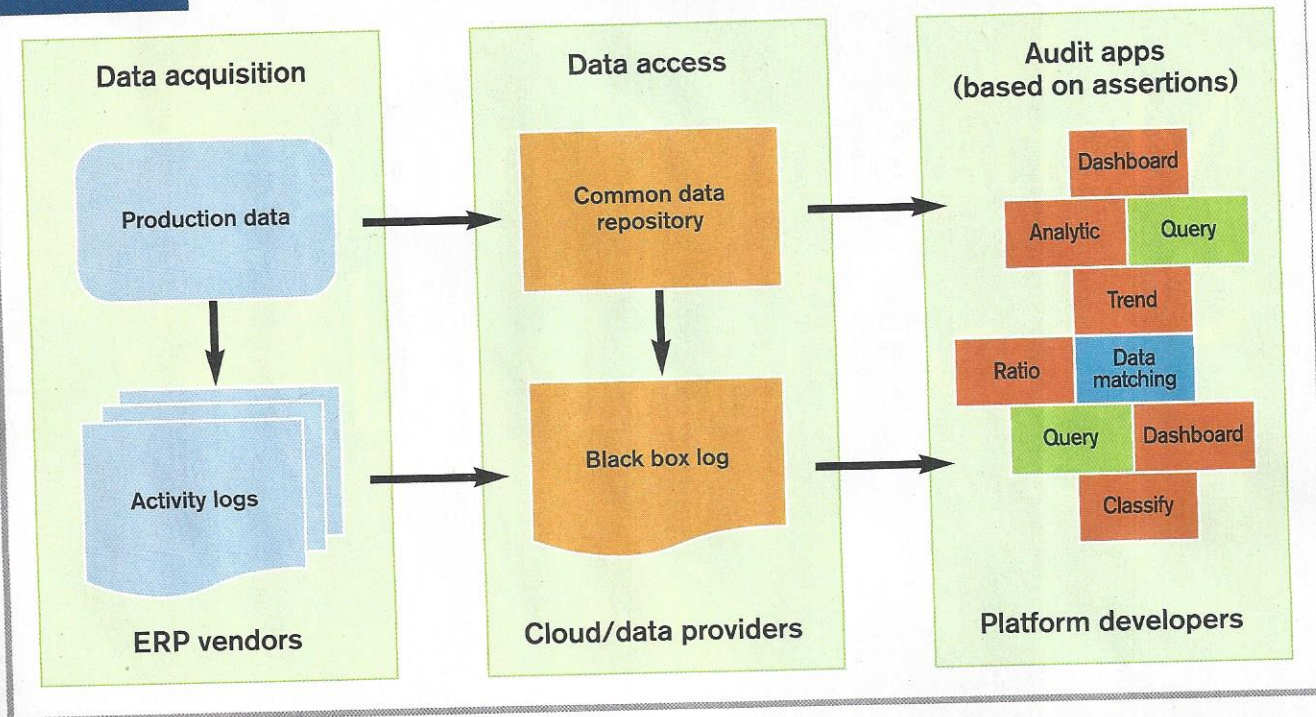 Data acquisition
Production data
Activity logs
ERP vendors
Data access
Common data
repository
Black box log
Cloud/data providers
Audit apps
(based on assertions)
Dashboard
Analytic
Query
Trend
Ratio
Data
matching
Query
Dashboard
Classify
Platform developers